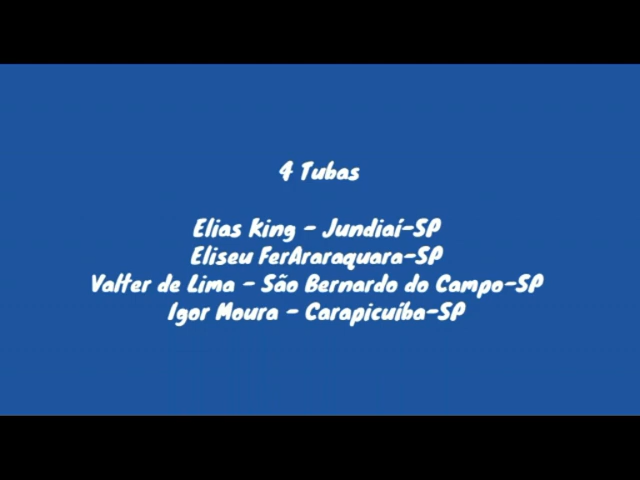 4 Tubas
Elias King - Jundiaí-SP
Eliseu FerAraraquara-SP
Valter de Lima - São Bernardo do Campo-SP
Igor Moura - Carapicuíba-SP